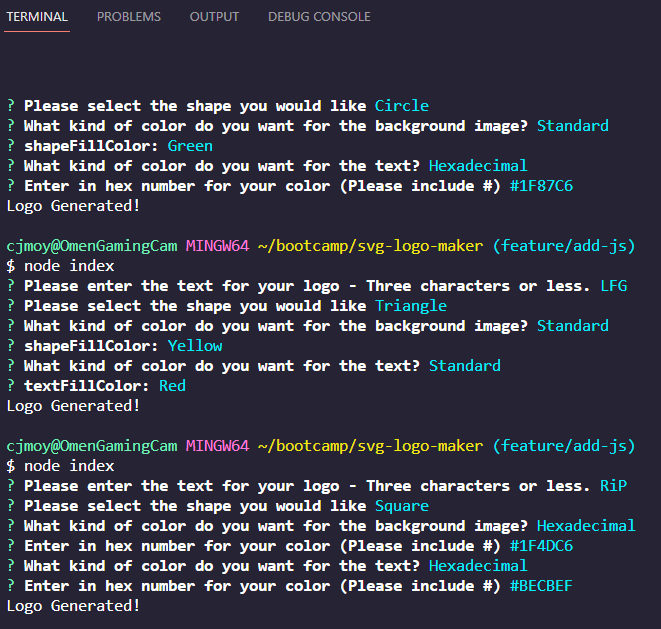 TERMINAL PROBLEMS OUTPUT DEBUG CONSOLE
? Please select the shape you would like Circle
? What kind of color do you want for the background image? Standard
? shapeFillColor: Green
? What kind of color do you want for the text? Hexadecimal
? Enter in hex number for your color (Please include #) #1F87C6
Logo Generated!
cjmoy@OmenGamingCam MINGW64 ~/bootcamp/svg-logo-maker (feature/add-js)
$ node index
? Please enter the text for your logo - Three characters or less. LFG
? Please select the shape you would like Triangle
? What kind of color do you want for the background image? Standard
? shapeFillColor: Yellow
? What kind of color do you want for the text? Standard
? textFillColor: Red
Logo Generated!
cjmoy@OmenGamingCam MINGW64 ~/bootcamp/svg-logo-maker (feature/add-js)
$ node index
? Please enter the text for your logo - Three characters or less. RiP
? Please select the shape you would like Square
? What kind of color do you want for the background image? Hexadecimal
? Enter in hex number for your color (Please include #) #1F4DC6
? What kind of color do you want for the text? Hexadecimal
? Enter in hex number for your color (Please include #) #BECBEF
Logo Generated!